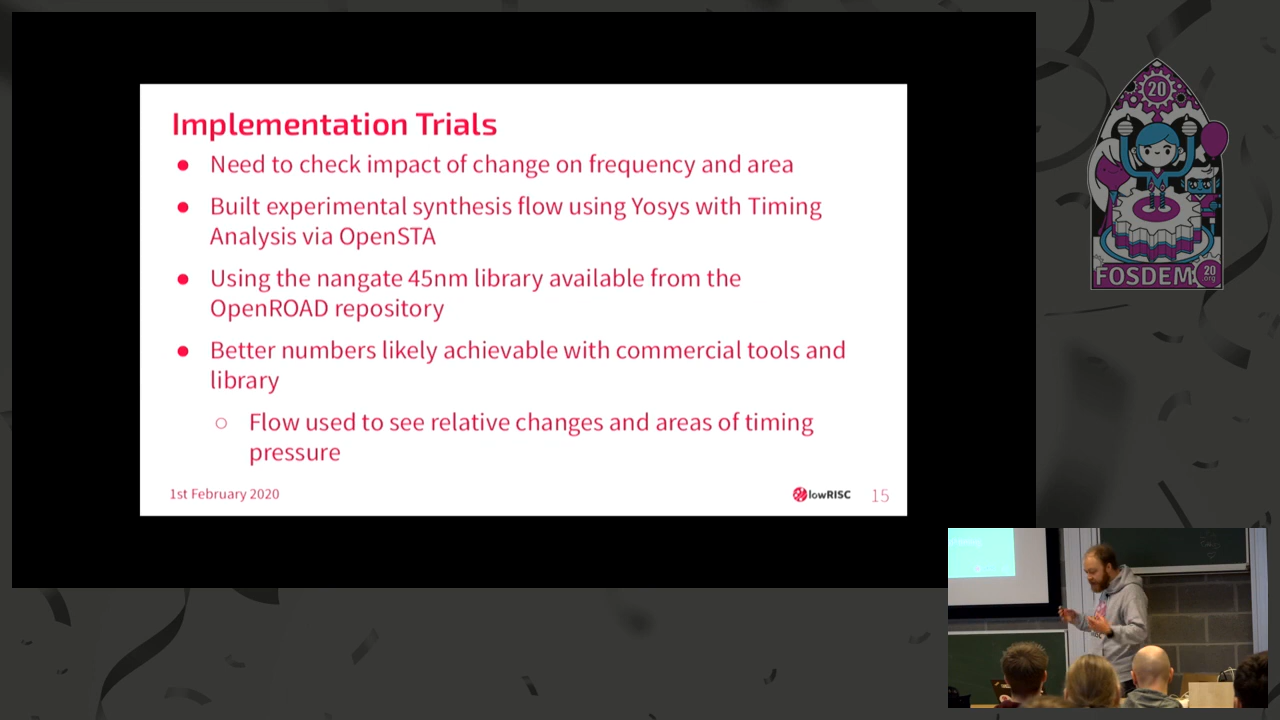 Implementation Trials
● Need to check impact of change on frequency and area
● Built experimental synthesis flow using Yosys with Timing
Analysis via OpenSTA
● Using the nangate 45nm library available from the
OpenROAD repository
● Better numbers likely achievable with commercial tools and
library
○ Flow used to see relative changes and areas of timing
pressure
1st February 2020
lowRISC
15
20
FOSDEM
20
.org